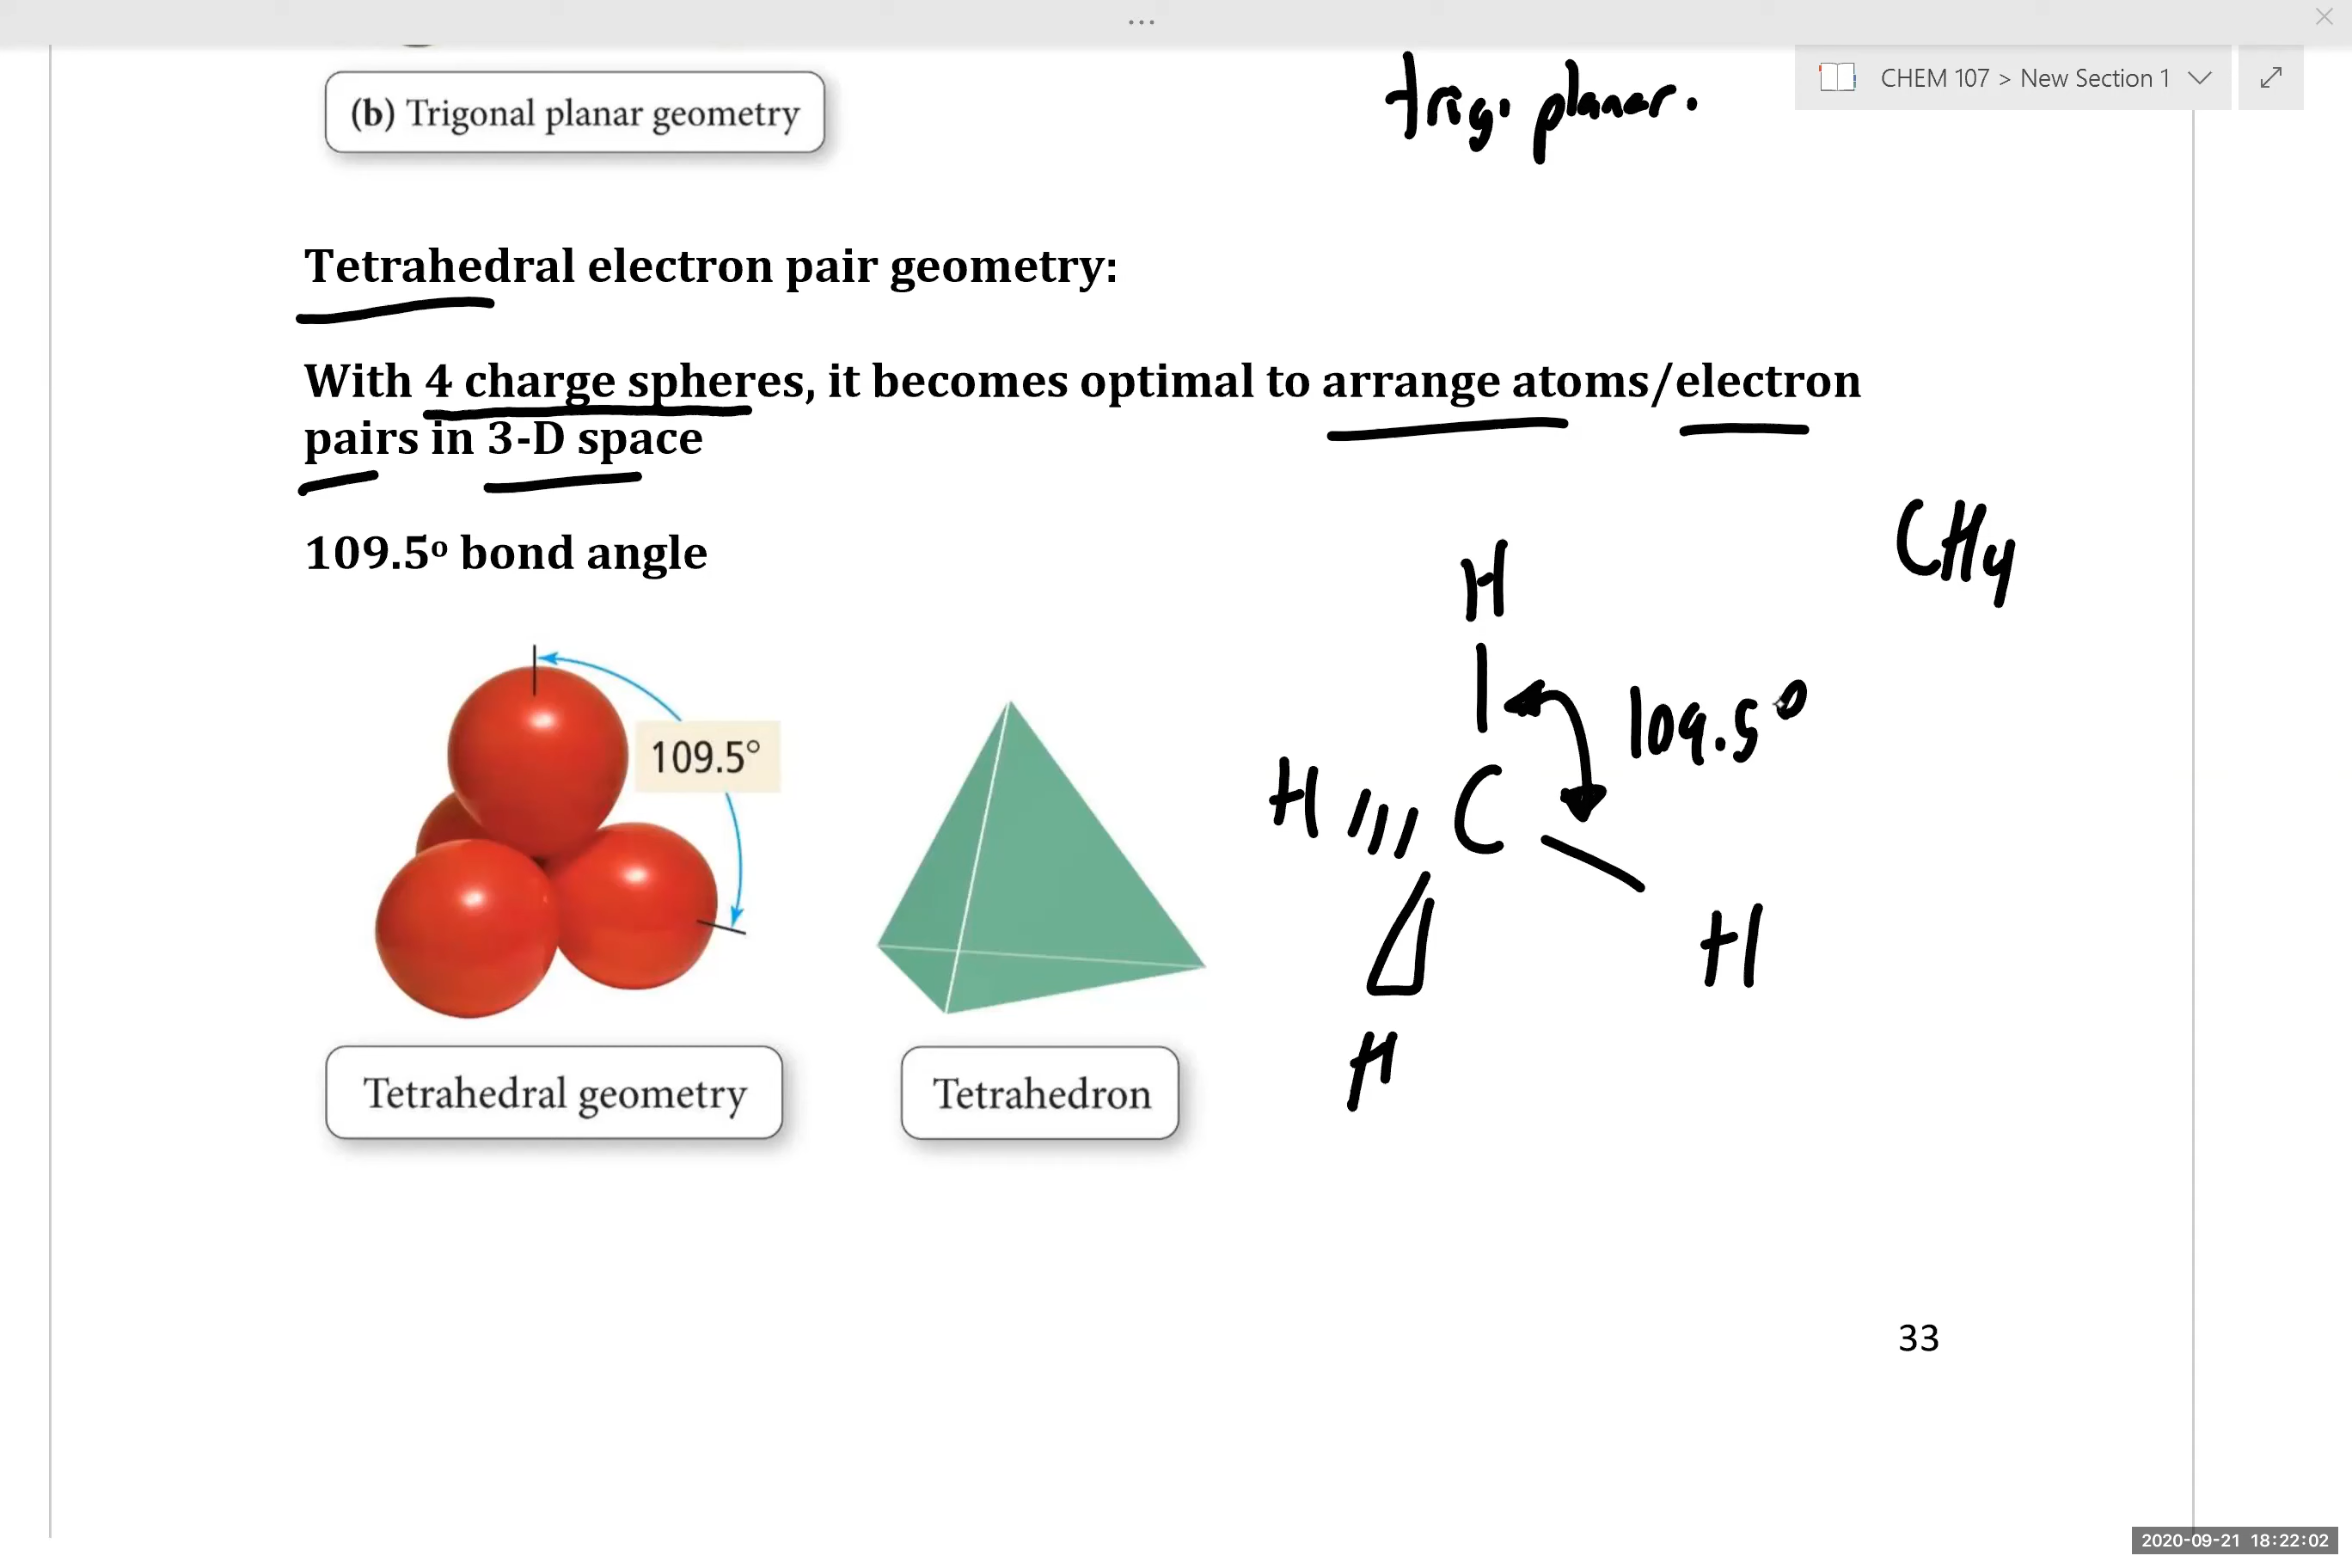 ...
CHEM 107 > New Section 1
trig. planar.
(b) Trigonal planar geometry
Tetrahedral electron pair geometry:
With 4 charge spheres, it becomes optimal to arrange atoms/electron
pairs in 3-D space
109.5º bond angle
CH4
H
109.5°
109.5°
H
C
H
H
Tetrahedral geometry
Tetrahedron
33
2020-09-21 18:22:02